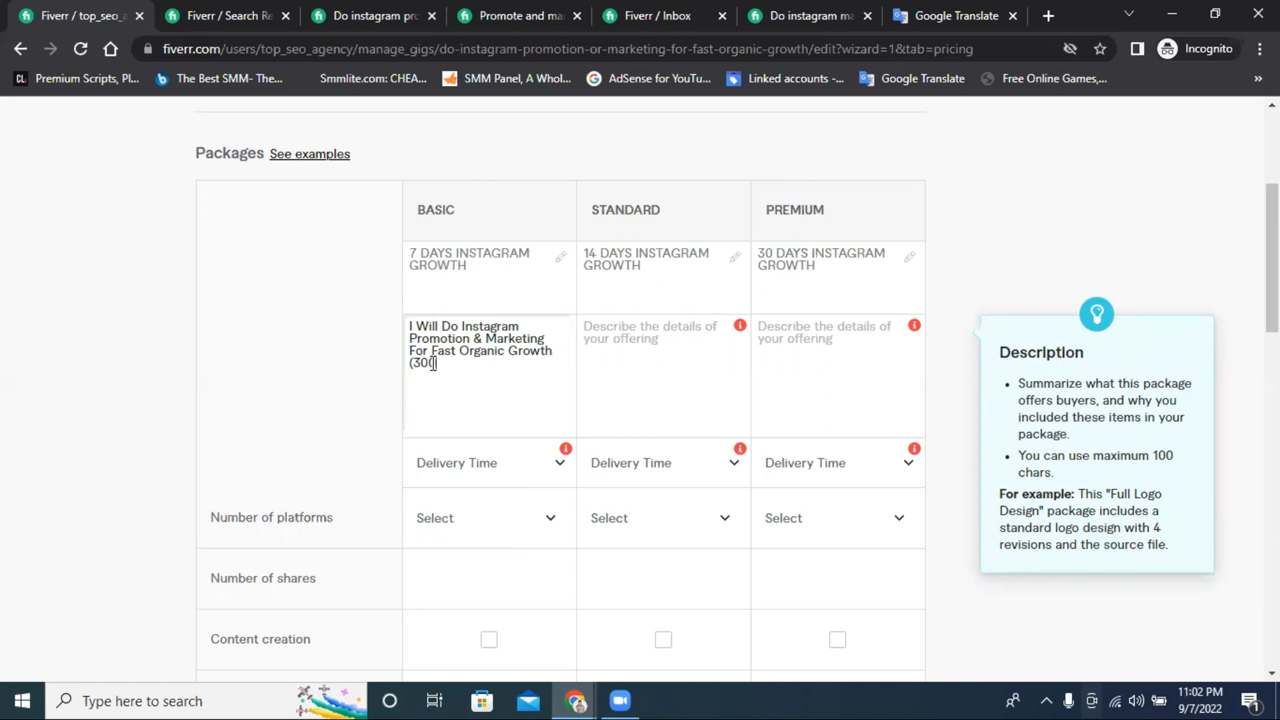 Fiverr / top_seo_a
Fiverr / Search Re
Do instagram pro
Promote and ma
Fiverr / Inbox
Do instagram ma
Google Translate
fiverr.com/users/top_seo_agency/manage_gigs/do-instagram-promotion-or-marketing-for-fast-organic-growth/edit?wizard=1&tab=pricing
Incognito
Premium Scripts, Pl...
The Best SMM- The...
Smmlite.com: CHEA...
SMM Panel, A Whol...
AdSense for YouTu...
Linked accounts -...
Google Translate
Free Online Games,...
Packages See examples
BASIC
STANDARD
PREMIUM
7 DAYS INSTAGRAM
GROWTH
14 DAYS INSTAGRAM
GROWTH
30 DAYS INSTAGRAM
GROWTH
I Will Do Instagram
Promotion & Marketing
For Fast Organic Growth
Describe the details of
your offering
Describe the details of
your offering
Delivery Time
Delivery Time
Delivery Time
Number of platforms
Select
Select
Select
Number of shares
Content creation
Description
• Summarize what this package
offers buyers, and why you
included these items in your
package.
• You can use maximum 100
chars.
For example: This "Full Logo
Design" package includes a
standard logo design with 4
revisions and the source file.
Type here to search
11:02 PM
9/7/2022